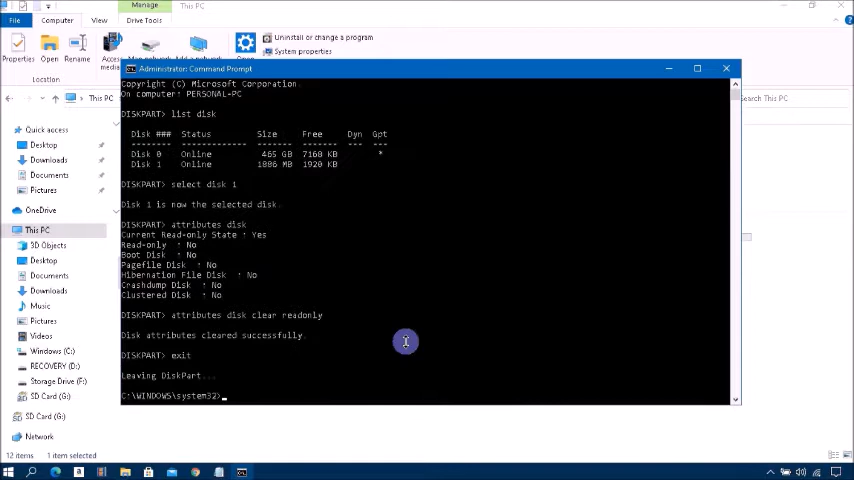 Manage
This PC
File
Computer
View
Drive Tools
Properties
Open
Rename
Access
media
Uninstall or change a program
System properties
Location
This PC
Search This PC
Quick access
Desktop
Downloads
Documents
Pictures
OneDrive
This PC
3D Objects
Desktop
Documents
Downloads
Music
Pictures
Videos
Windows (C:)
RECOVERY (D:)
Storage Drive (F:)
SD Card (G:)
SD Card (G:)
Network
12 items 1 item selected
Administrator: Command Prompt
Copyright (C) Microsoft Corporation.
On computer: PERSONAL-PC
DISKPART> list disk
Disk ### Status Size Free Dyn Gpt
-------- ------------- ------- ------- --- ---
Disk 0 Online 465 GB 7168 KB *
Disk 1 Online 1886 MB 1920 KB
DISKPART> select disk 1
Disk 1 is now the selected disk.
DISKPART> attributes disk
Current Read-only State : Yes
Read-only : No
Boot Disk : No
Pagefile Disk : No
Hibernation File Disk : No
Crashdump Disk : No
Clustered Disk : No
DISKPART> attributes disk clear readonly
Disk attributes cleared successfully.
DISKPART> exit
Leaving DiskPart...
C:\WINDOWS\system32>